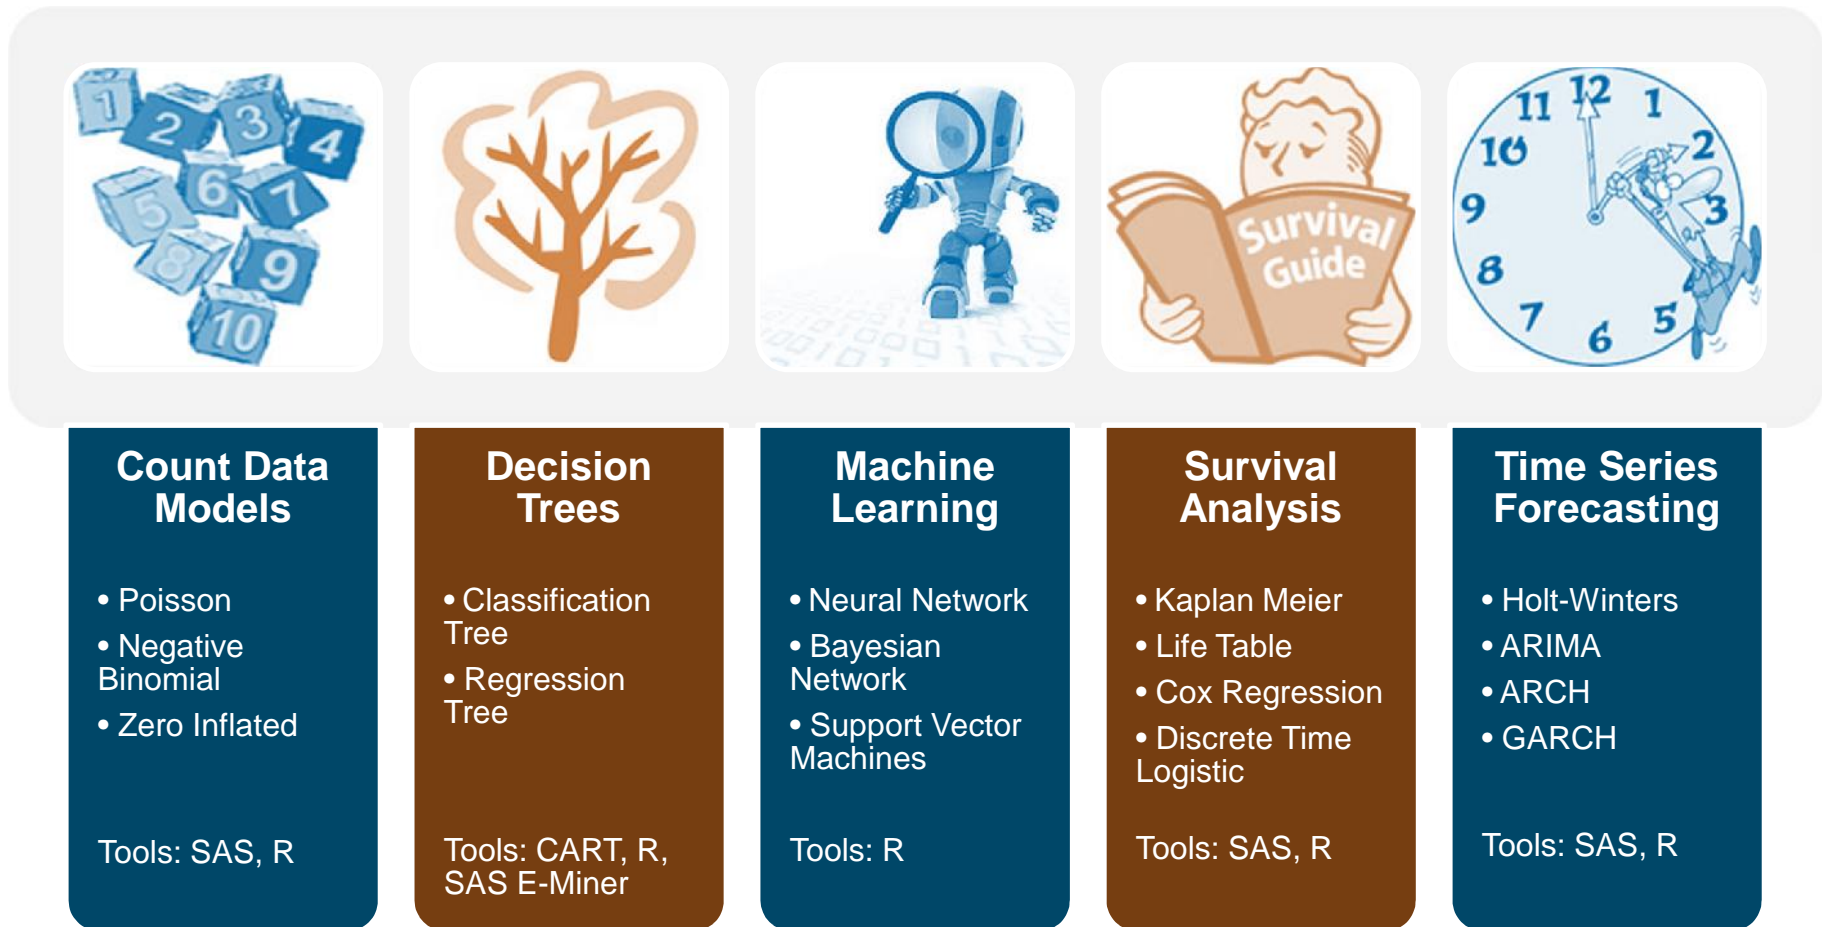 1
2
3
4
5
6
7
8
9
10
Survival
Guide
12
1
2
3
5
6
7
8
9
10
11
Count Data
Models
• Poisson
• Negative
Binomial
• Zero Inflated
Tools: SAS, R
Decision
Trees
• Classification
Tree
• Regression
Tree
Tools: CART, R,
SAS E-Miner
Machine
Learning
• Neural Network
• Bayesian
Network
• Support Vector
Machines
Tools: R
Survival
Analysis
• Kaplan Meier
• Life Table
• Cox Regression
• Discrete Time
Logistic
Tools: SAS, R
Time Series
Forecasting
• Holt-Winters
• ARIMA
• ARCH
• GARCH
Tools: SAS, R